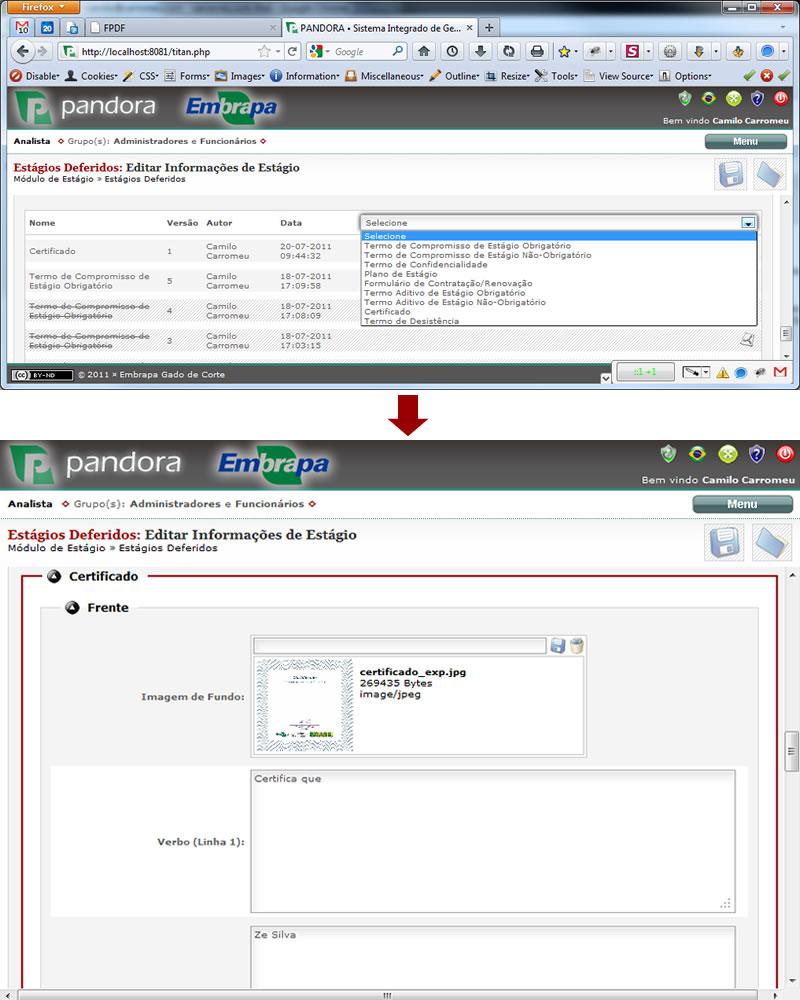 Firefox
10
20
FPDF
PANDORA • Sistema Integrado de Ge...
http://localhost:8081/titan.php
Google
Disable Cookies CSS Forms Images Information Miscellaneous Outline Resize Tools View Source Options
pandora Embrapa
Bem vindo Camilo Carromeu
Analista Grupo(s): Administradores e Funcionários
Menu
Estágios Deferidos: Editar Informações de Estágio
Módulo de Estágio » Estágios Deferidos
Nome Versão Autor Data Selecione
Selecione
Termo de Compromisso de Estágio Obrigatório
Termo de Compromisso de Estágio Não-Obrigatório
Termo de Confidencialidade
Plano de Estágio
Formulário de Contratação/Renovação
Termo Aditivo de Estágio Obrigatório
Termo Aditivo de Estágio Não-Obrigatório
Certificado
Termo de Desistência
Certificado 1 Camilo Carromeu 20-07-2011 09:44:32
Termo de Compromisso de Estágio Obrigatório 5 Camilo Carromeu 18-07-2011 17:09:58
Termo de Compromisso de Estágio Obrigatório 4 Camilo Carromeu 18-07-2011 17:08:09
Termo de Compromisso de Estágio Obrigatório 3 Camilo Carromeu 18-07-2011 17:03:15
cc BY-ND © 2011 » Embrapa Gado de Corte
pandora Embrapa
Bem vindo Camilo Carromeu
Analista Grupo(s): Administradores e Funcionários
Menu
Estágios Deferidos: Editar Informações de Estágio
Módulo de Estágio » Estágios Deferidos
Certificado
Frente
Imagem de Fundo:
certificado_exp.jpg
269435 Bytes
image/jpeg
Verbo (Linha 1):
Certifica que
Ze Silva